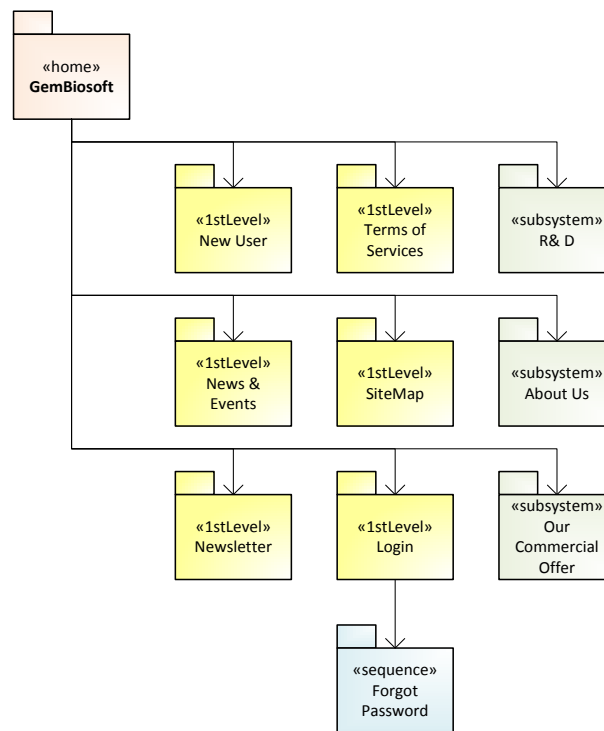 «home»
GemBiosoft
«1stLevel»
New User
«1stLevel»
Terms of
Services
«subsystem»
R& D
«1stLevel»
News &
Events
«1stLevel»
SiteMap
«subsystem»
About Us
«1stLevel»
Newsletter
«1stLevel»
Login
«subsystem»
Our
Commercial
Offer
«sequence»
Forgot
Password